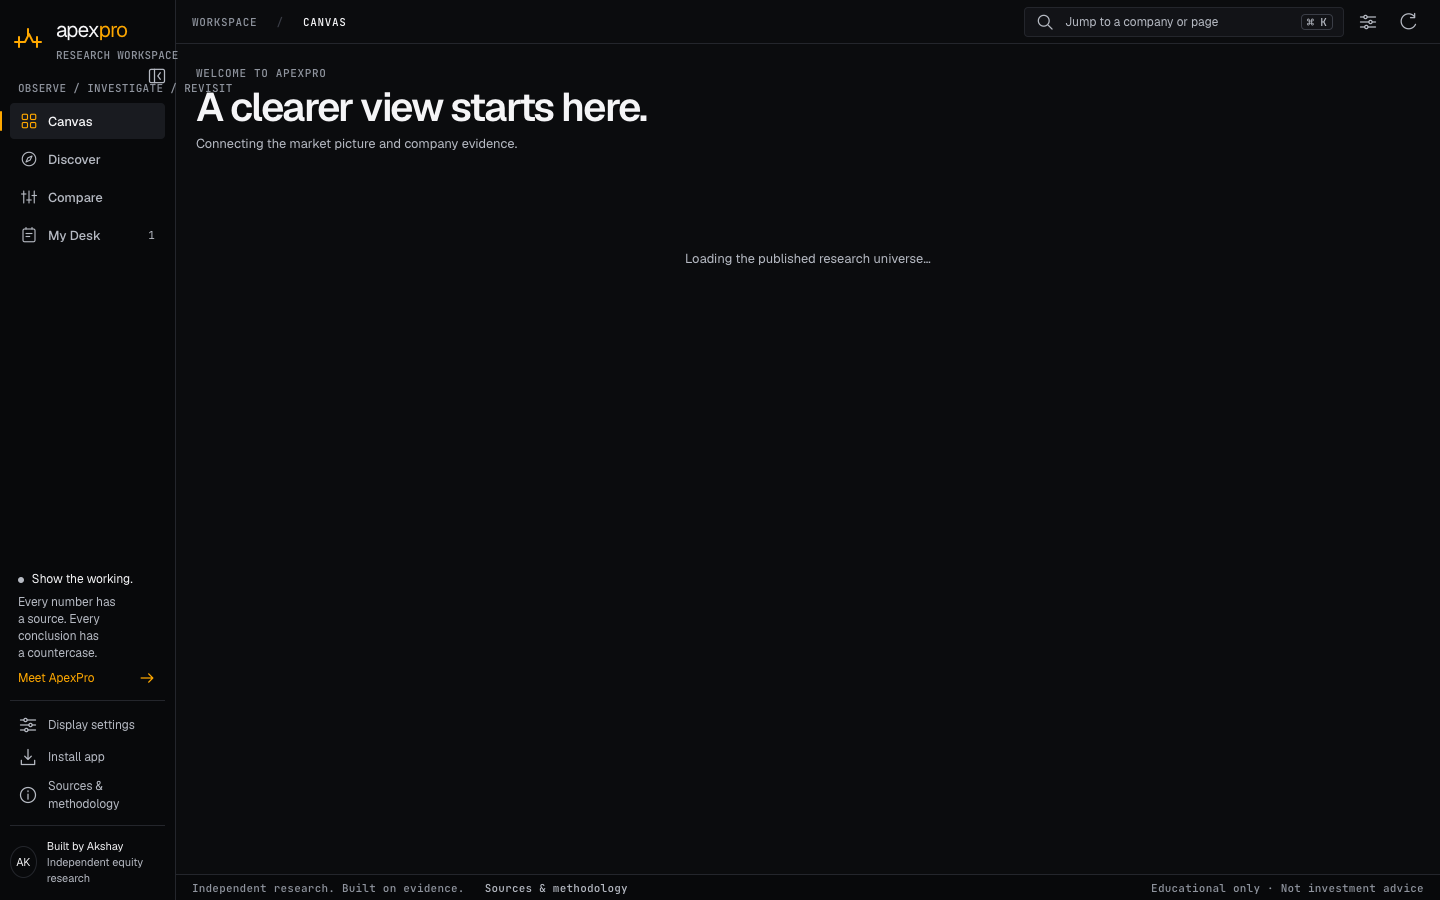 apexpro
RESEARCH WORKSPACE
OBSERVE / INVESTIGATE / REVISIT
Canvas
Discover
Compare
My Desk 1
Show the working.
Every number has
a source. Every
conclusion has
a countercase.
Meet ApexPro
Display settings
Install app
Sources &
methodology
AK
Built by Akshay
Independent equity
research
WORKSPACE / CANVAS
Jump to a company or page ⌘ K
WELCOME TO APEXPRO
A clearer view starts here.
Connecting the market picture and company evidence.
Loading the published research universe…
Independent research. Built on evidence. Sources & methodology
Educational only · Not investment advice